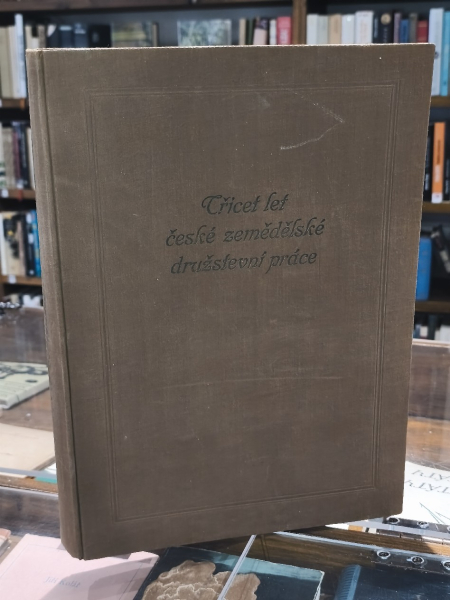 Třicet let
české zemědělské
družstevní práce